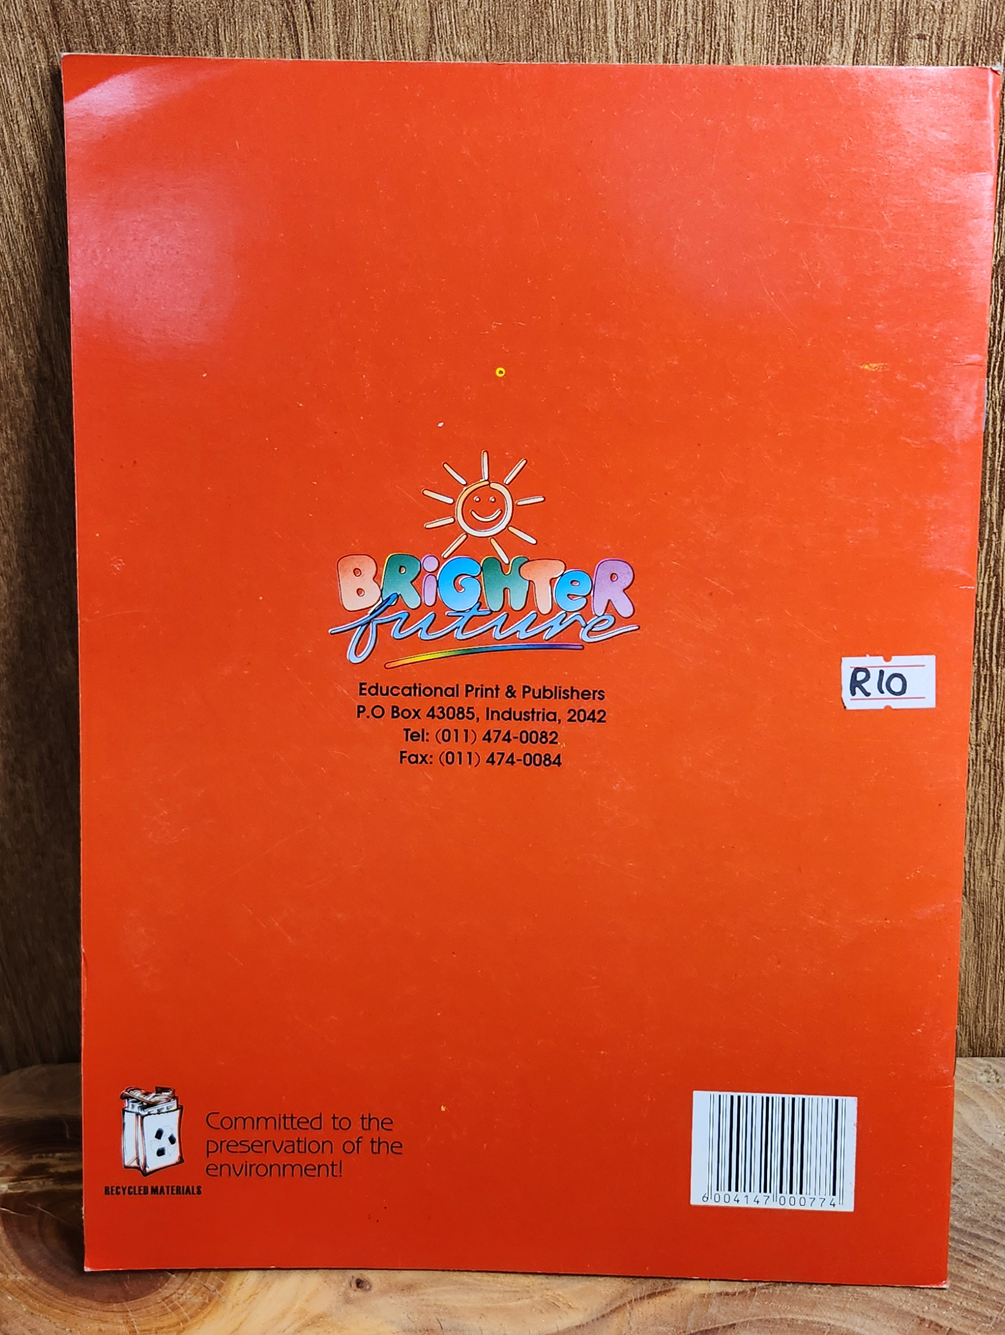 BRiGHTeR
future
Educational Print & Publishers
P.O Box 43085, Industria, 2042
Tel: (011) 474-0082
Fax: (011) 474-0084
R10
Committed to the
preservation of the
environment!
RECYCLED MATERIALS
6 004147 000774